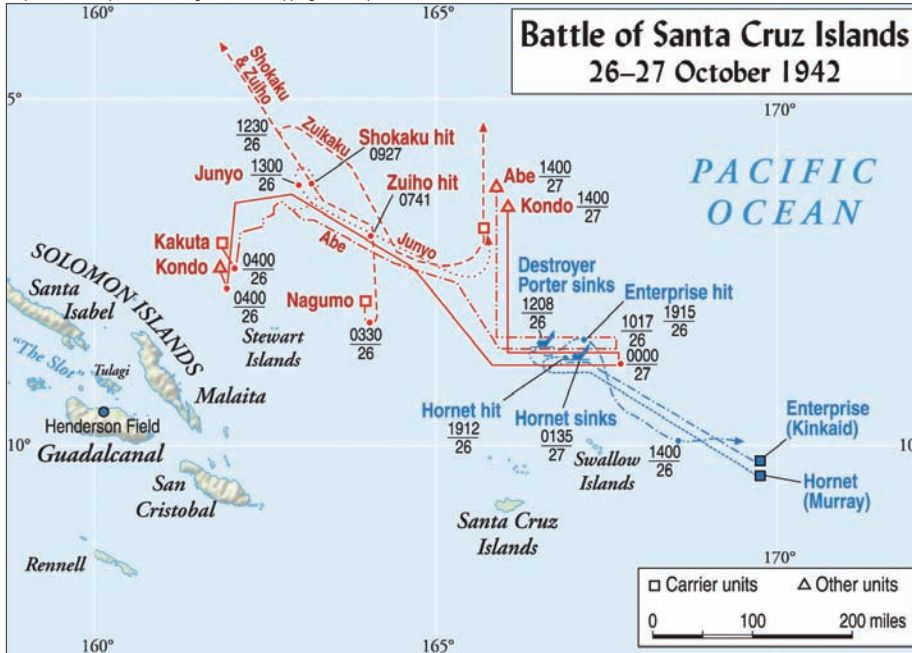 160°
165°
Battle of Santa Cruz Islands
26–27 October 1942
Shokaku
& Zuiho
5°
170°
1230
26
Zuikaku
Shokaku hit
0927
Junyo
1300
26
Zuiho hit
0741
Abe
1400
27
Kondo
1400
27
PACIFIC
OCEAN
Kakuta
Kondo
0400
26
0400
26
Abe
Junyo
Nagumo
0330
26
Stewart
Islands
Destroyer
Porter sinks
1208
26
Enterprise hit
1017
26
1915
26
0000
27
SOLOMON ISLANDS
Santa
Isabel
"The Slot"
Tulagi
Malaita
Henderson Field
Guadalcanal
San
Cristobal
Rennell
Hornet hit
1912
26
Hornet sinks
0135
27
Swallow
Islands
1400
26
Enterprise
(Kinkaid)
Hornet
(Murray)
10°
Santa Cruz
Islands
170°
Carrier units
Other units
0
100
200 miles
160°
165°